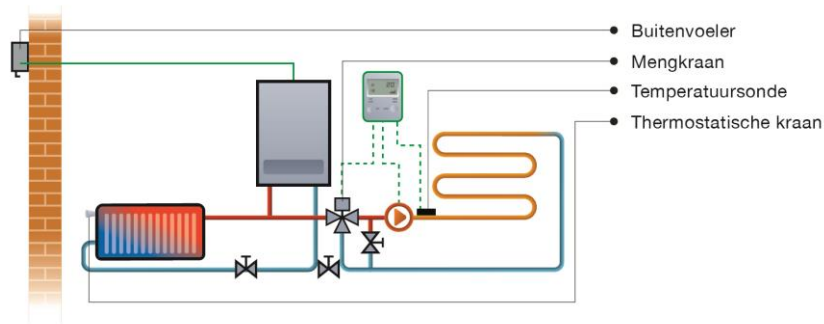 Buitenvoeler
Mengkraan
Temperatuursonde
Thermostatische kraan